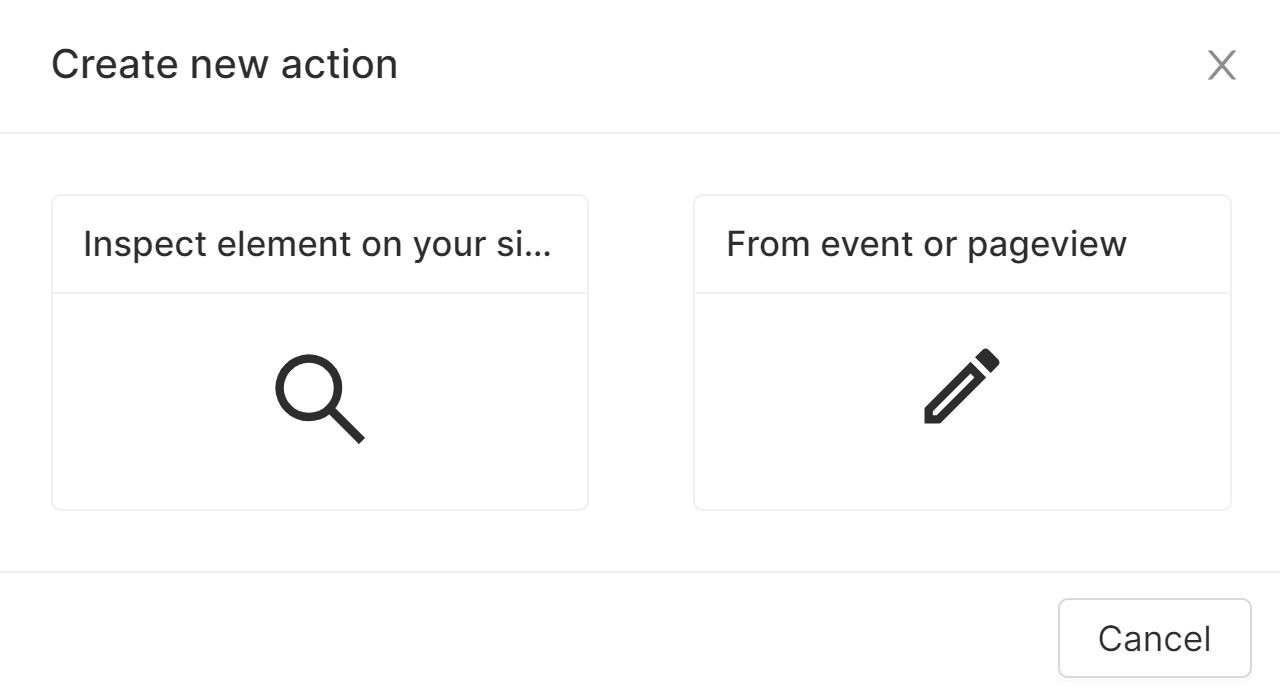 Create new action
Inspect element on your si...
From event or pageview
Cancel